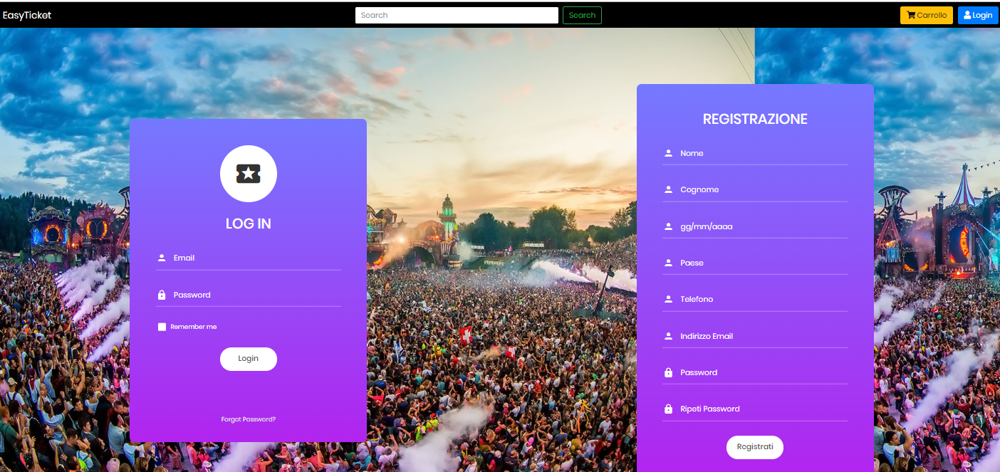 EasyTicket
Search
Search
Carrello
Login
LOG IN
Email
Password
Remember me
Login
Forgot Password?
REGISTRAZIONE
Nome
Cognome
gg/mm/aaaa
Paese
Telefono
Indirizzo Email
Password
Ripeti Password
Registrati